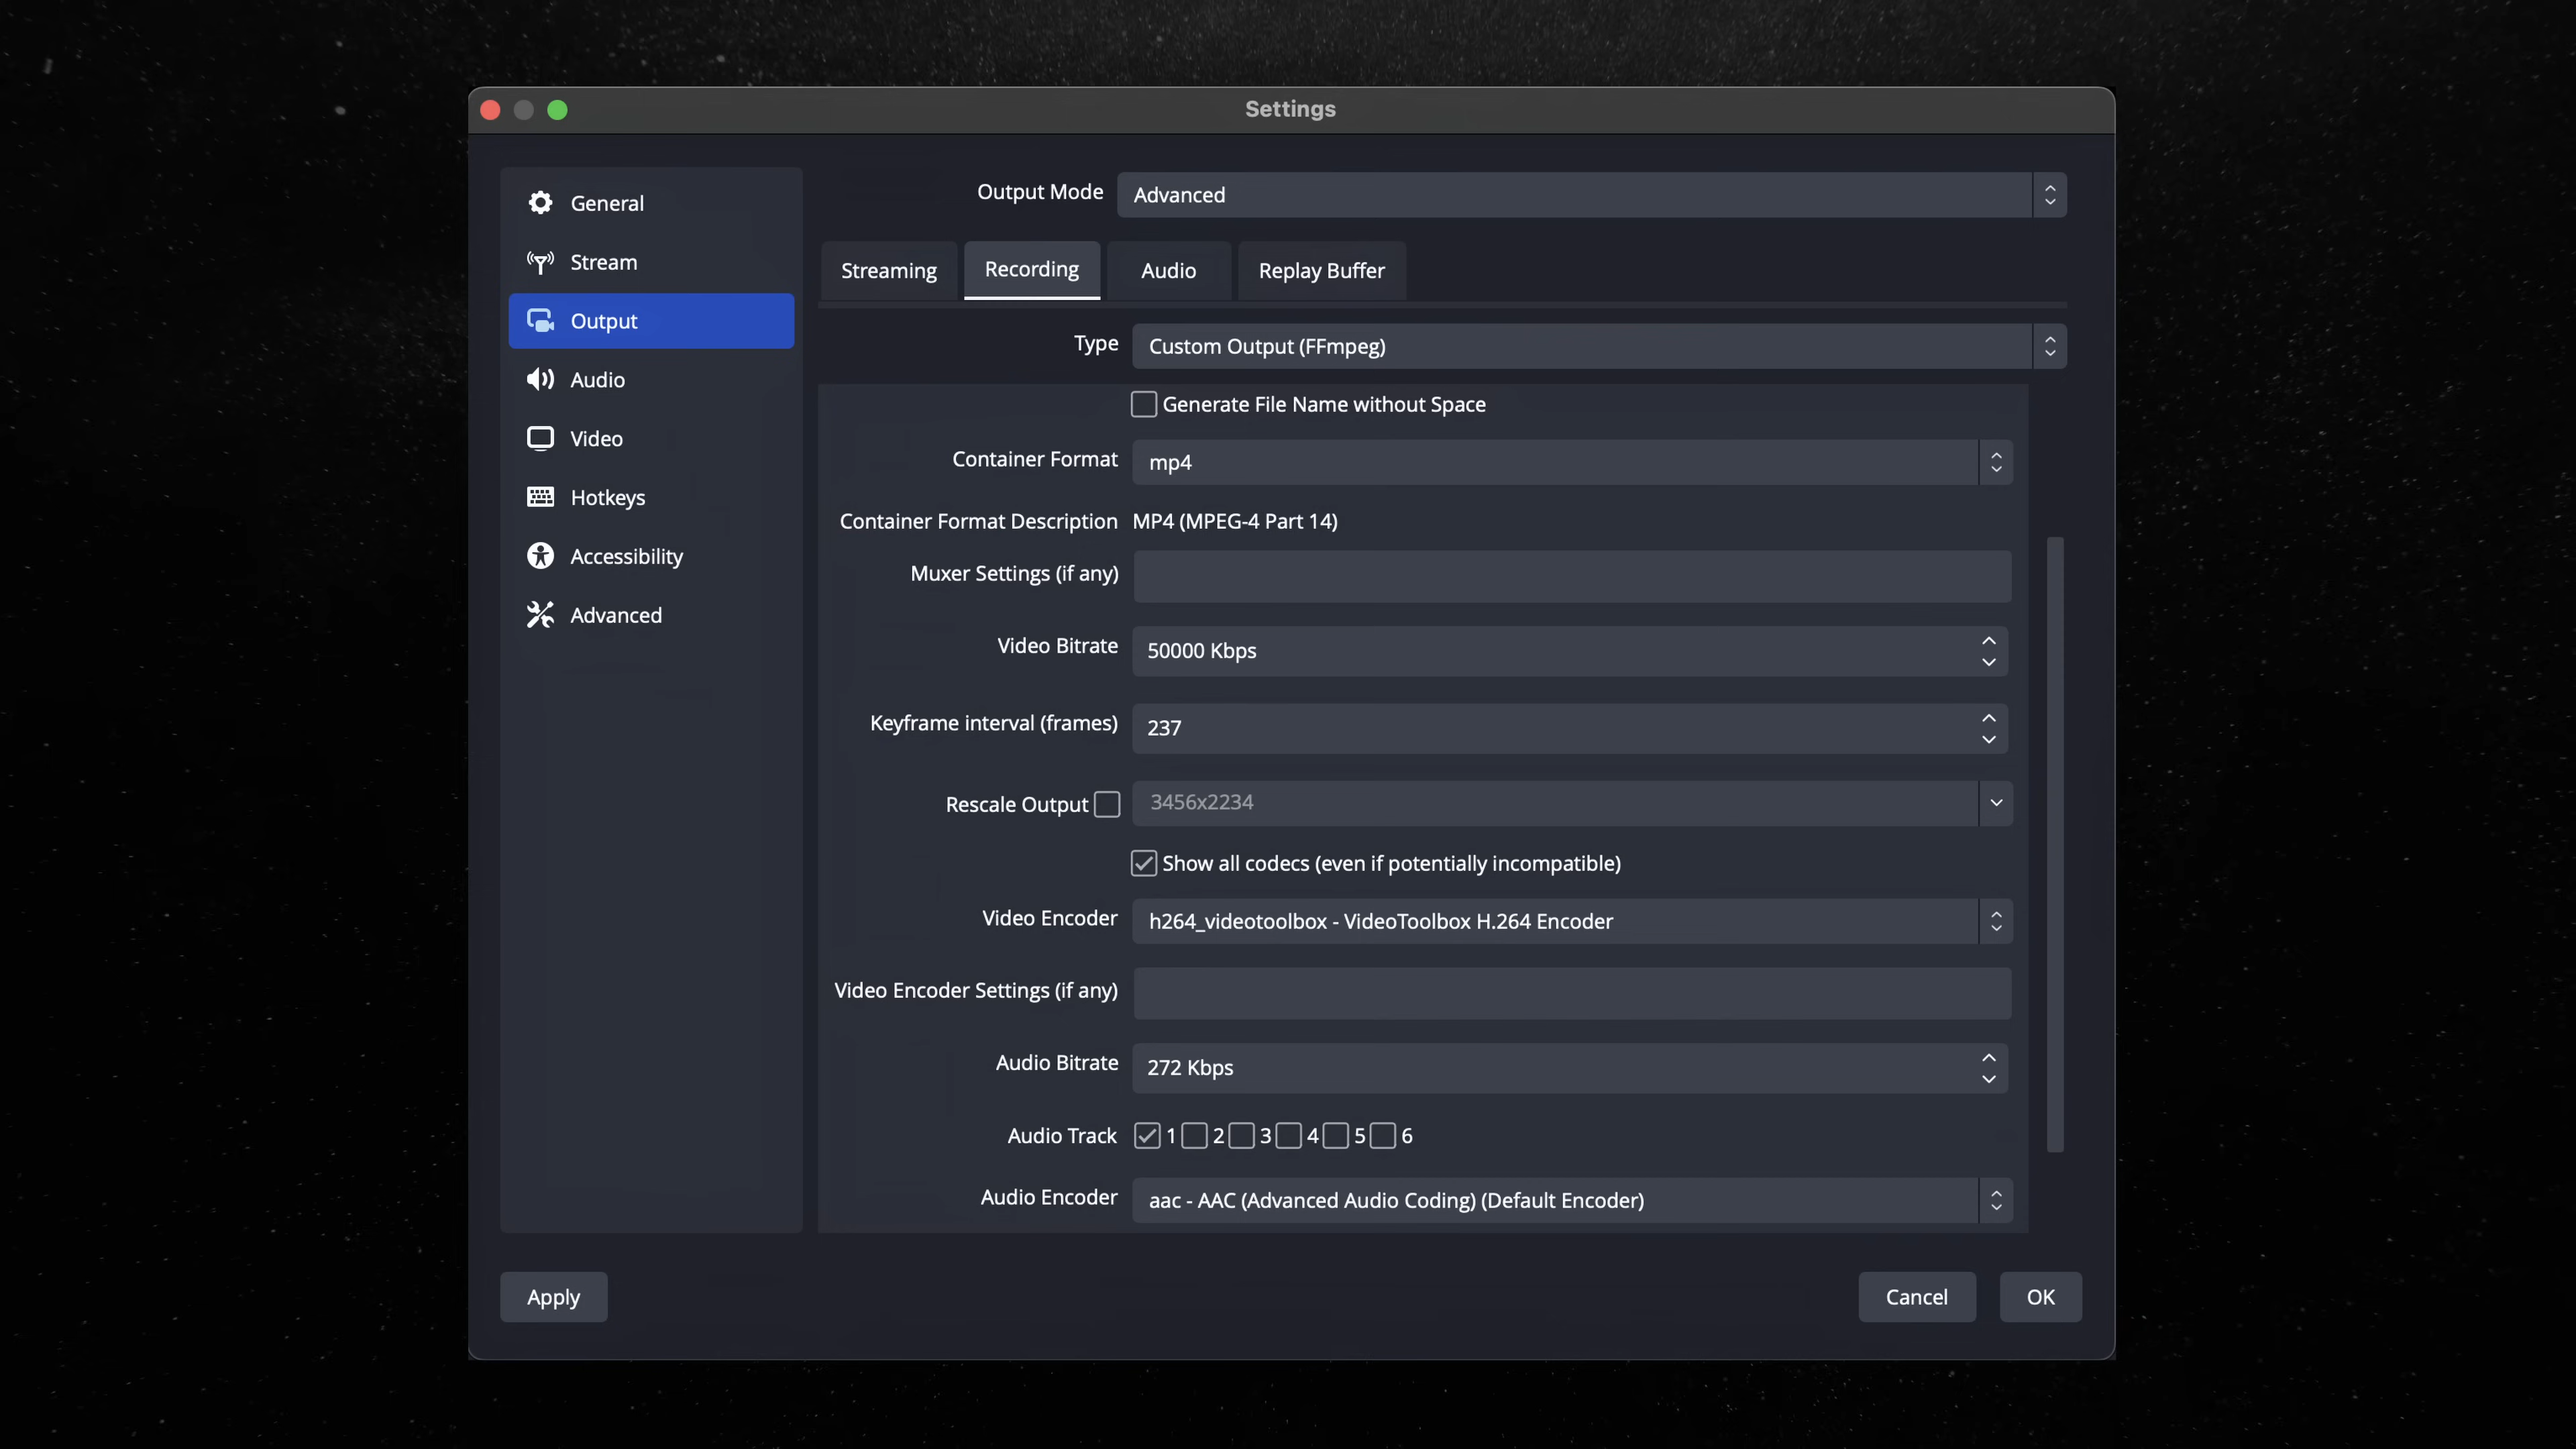 Settings
General
Stream
Output
Audio
Video
Hotkeys
Accessibility
Advanced
Output Mode Advanced
Streaming Recording Audio Replay Buffer
Type Custom Output (FFmpeg)
Generate File Name without Space
Container Format mp4
Container Format Description MP4 (MPEG-4 Part 14)
Muxer Settings (if any)
Video Bitrate 50000 Kbps
Keyframe interval (frames) 237
Rescale Output 3456x2234
Show all codecs (even if potentially incompatible)
Video Encoder h264_videotoolbox - VideoToolbox H.264 Encoder
Video Encoder Settings (if any)
Audio Bitrate 272 Kbps
Audio Track 1 2 3 4 5 6
Audio Encoder aac - AAC (Advanced Audio Coding) (Default Encoder)
Apply Cancel OK